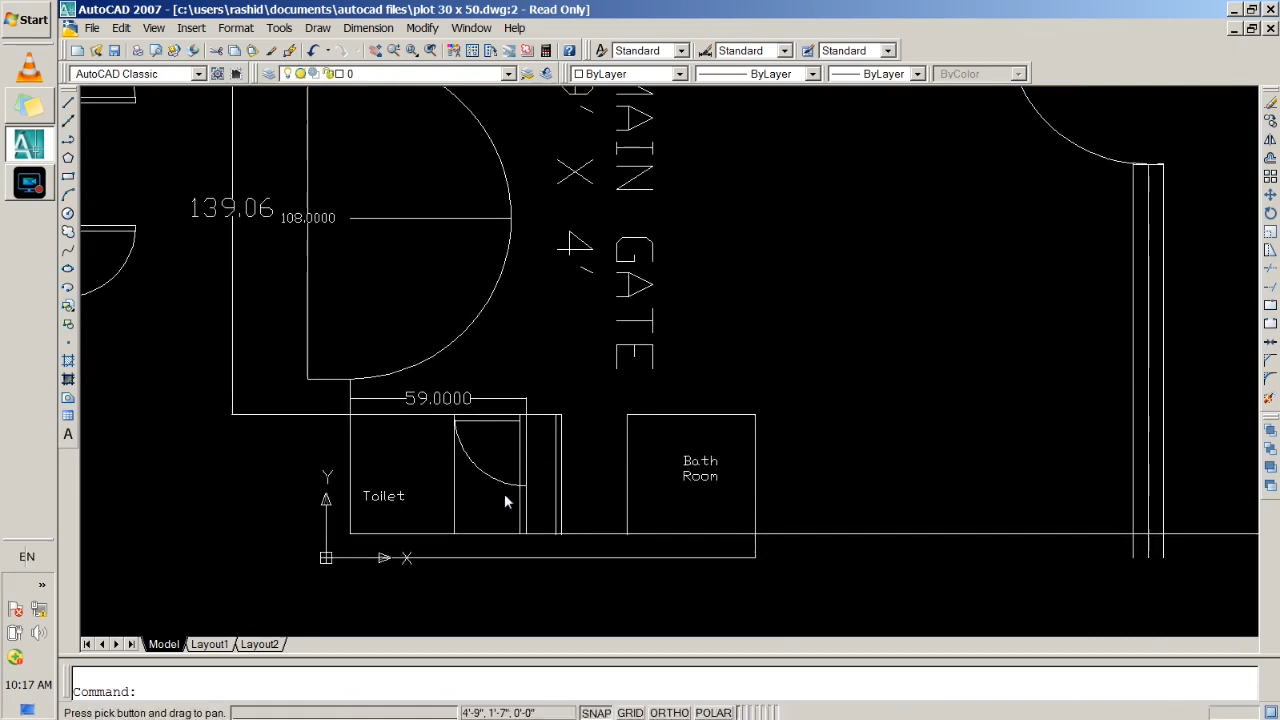 Start
AutoCAD 2007 - [c:\users\rashid\documents\autocad files\plot 30 x 50.dwg:2 - Read Only]
File Edit View Insert Format Tools Draw Dimension Modify Window Help
Standard Standard Standard
AutoCAD Classic 0 ByLayer ByLayer ByLayer ByColor
MAIN GATE
X 4'
139.06
108.0000
59.0000
Toilet
Bath
Room
Y
X
EN
»
10:17 AM
Model Layout1 Layout2
Command:
Press pick button and drag to pan. 4'-9", 1'-7", 0'-0" SNAP GRID ORTHO POLAR